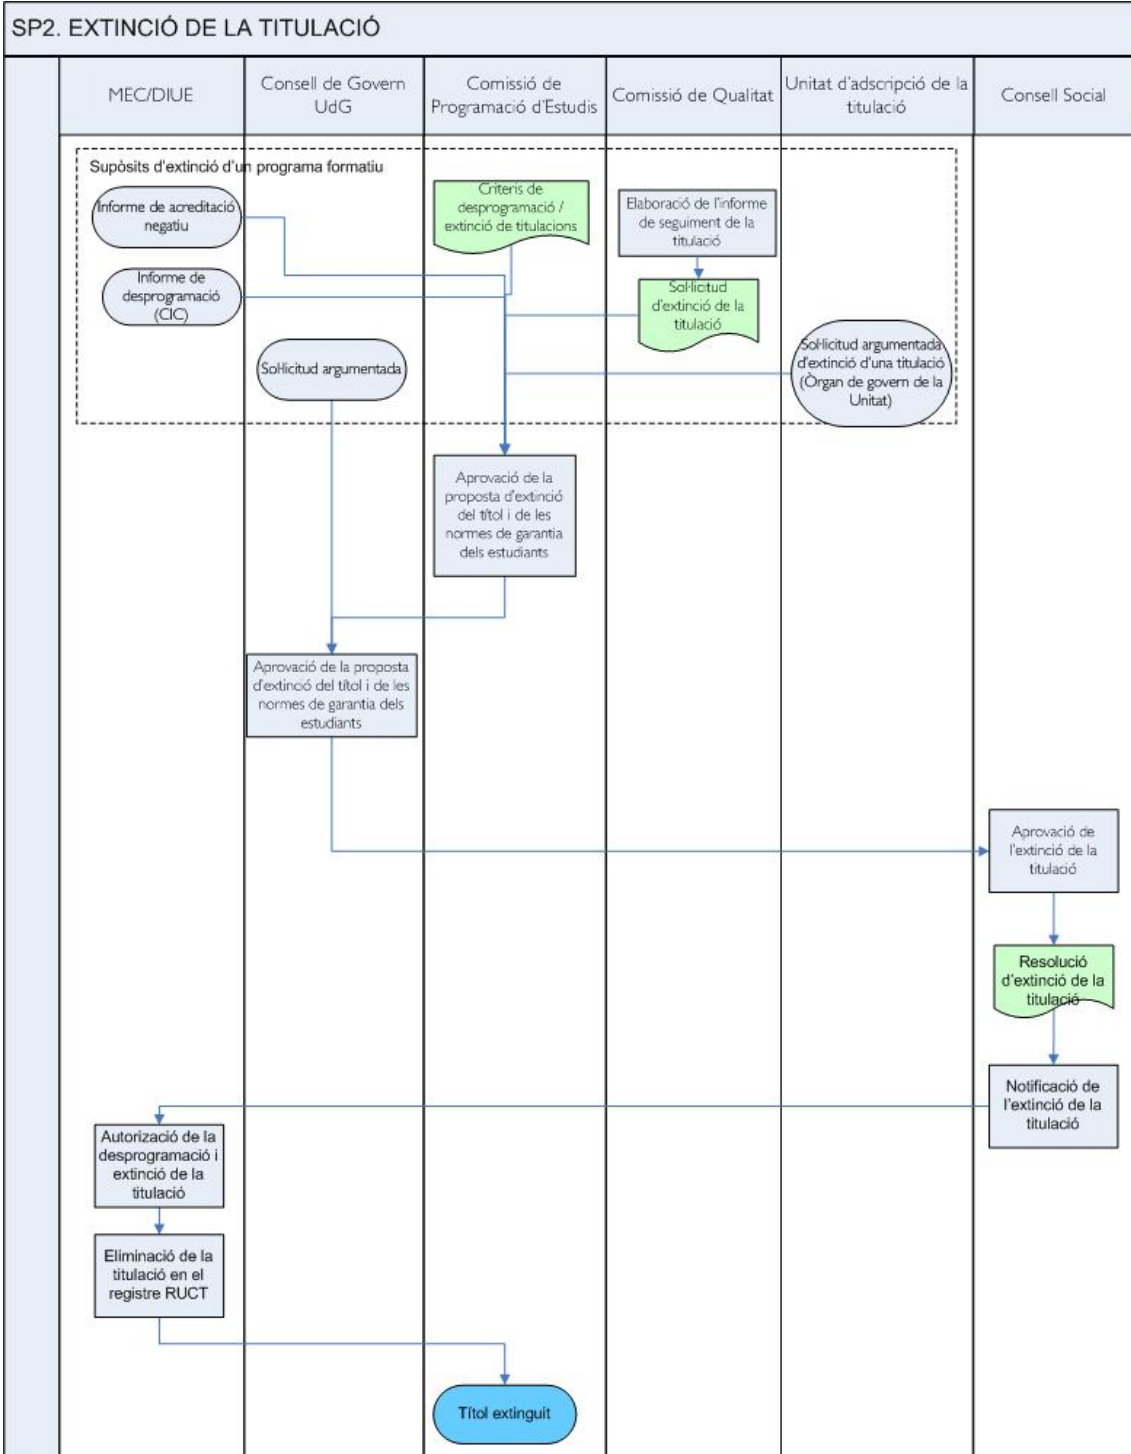 SP2. EXTINCIÓ DE LA TITULACIÓ
MEC/DIUE
Consell de Govern
UdG
Comissió de
Programació d'Estudis
Comissió de Qualitat
Unitat d'adscripció de la
titulació
Consell Social
Supòsits d'extinció d'un programa formatiu
Informe de acreditació
negatiu
Criteris de
desprogramació /
extinció de titulacions
Elaboració de l'informe
de seguiment de la
titulació
Informe de
desprogramació
(CIC)
Sol·licitud
d'extinció de la
titulació
Sol·licitud argumentada
Sol·licitud argumentada
d'extinció d'una titulació
(Òrgan de govern de la
Unitat)
Aprovació de la
proposta d'extinció
del títol i de les
normes de garantia
dels estudiants
Aprovació de la proposta
d'extinció del títol i de les
normes de garantia dels
estudiants
Aprovació de
l'extinció de la
titulació
Resolució
d'extinció de la
titulació
Notificació de
l'extinció de la
titulació
Autorizació de la
desprogramació i
extinció de la
titulació
Eliminació de la
titulació en el
registre RUCT
Títol extinguit